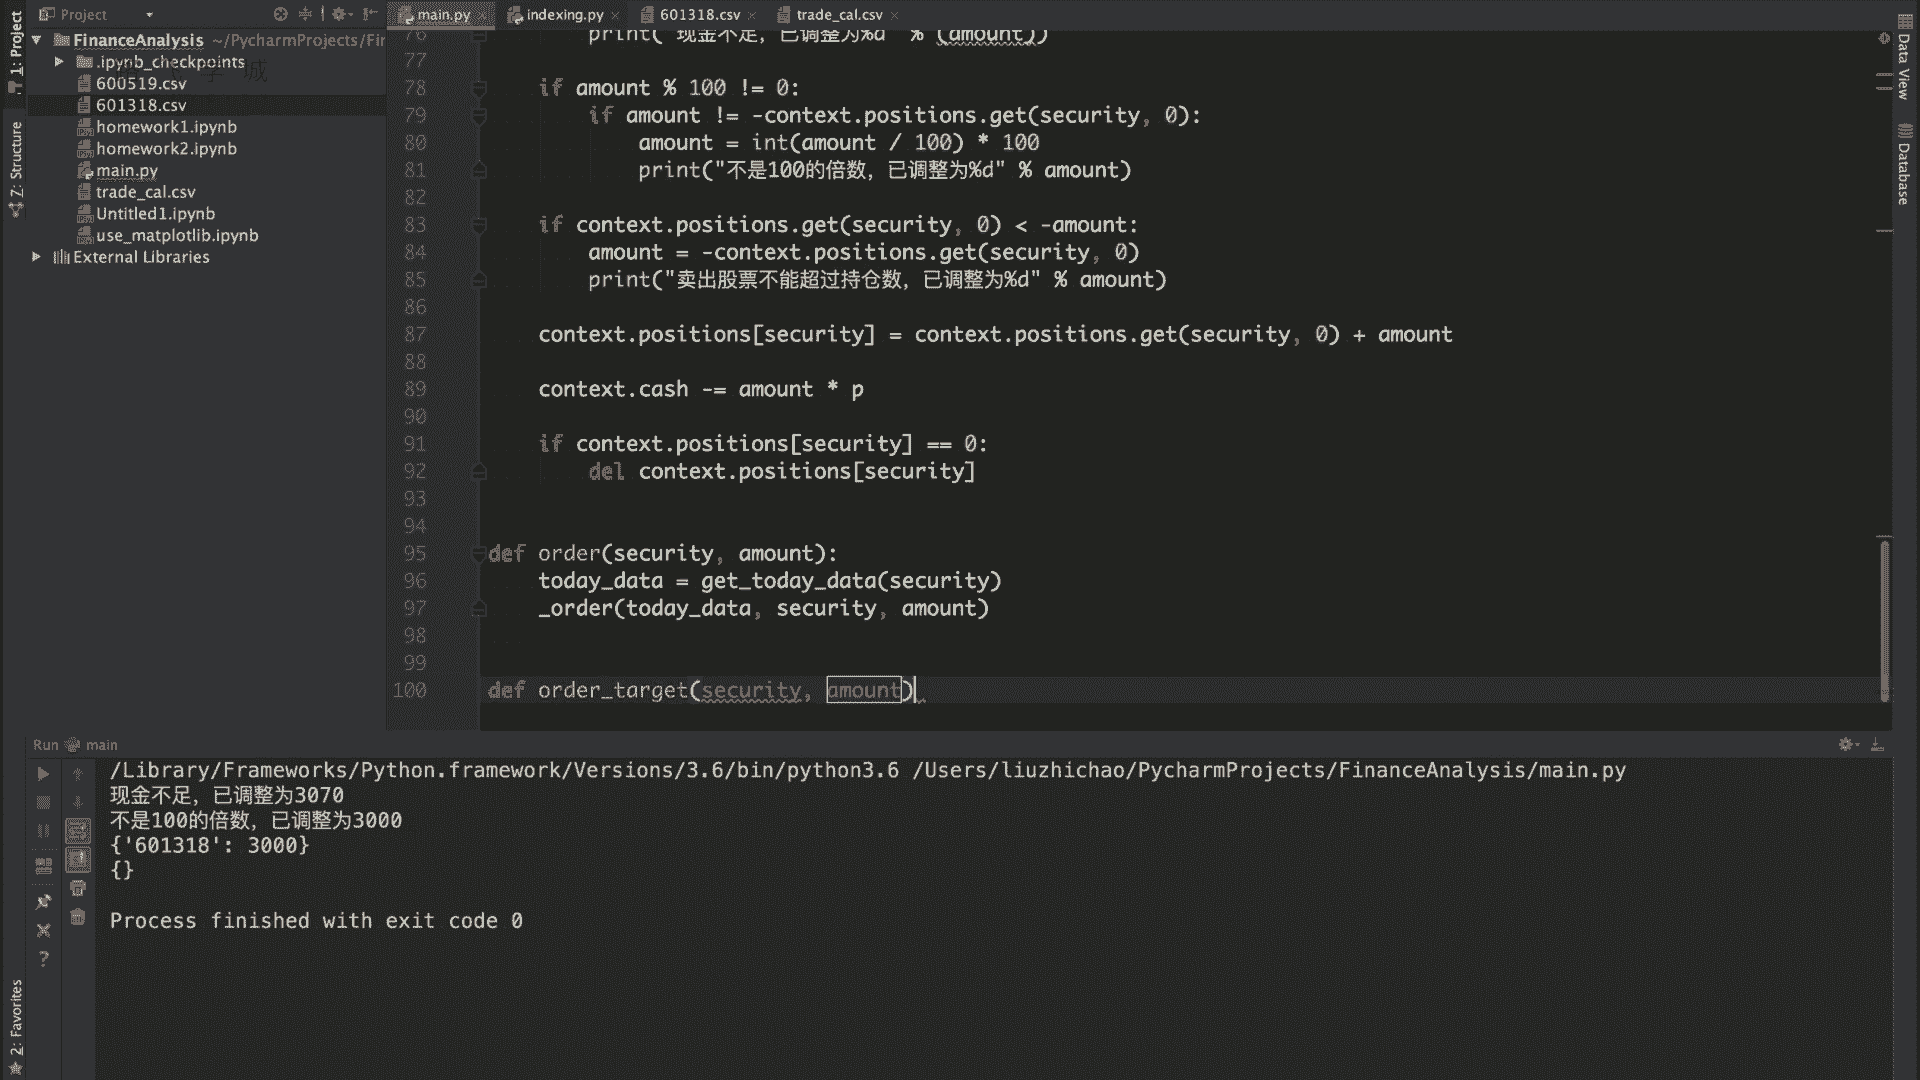 Project
main.py
indexing.py
601318.csv
trade_cal.csv
1: Project
Z: Structure
2: Favorites
Data View
Database
FinanceAnalysis ~/PycharmProjects/Fir
.ipynb_checkpoints
600519.csv
601318.csv
homework1.ipynb
homework2.ipynb
main.py
trade_cal.csv
Untitled1.ipynb
use_matplotlib.ipynb
External Libraries
76 print("现金不足，已调整为%d" % (amount))
77
78 if amount % 100 != 0:
79 if amount != -context.positions.get(security, 0):
80 amount = int(amount / 100) * 100
81 print("不是100的倍数，已调整为%d" % amount)
82
83 if context.positions.get(security, 0) < -amount:
84 amount = -context.positions.get(security, 0)
85 print("卖出股票不能超过持仓数，已调整为%d" % amount)
86
87 context.positions[security] = context.positions.get(security, 0) + amount
88
89 context.cash -= amount * p
90
91 if context.positions[security] == 0:
92 del context.positions[security]
93
94
95 def order(security, amount):
96 today_data = get_today_data(security)
97 _order(today_data, security, amount)
98
99
100 def order_target(security, amount)
Run main
/Library/Frameworks/Python.framework/Versions/3.6/bin/python3.6 /Users/liuzhichao/PycharmProjects/FinanceAnalysis/main.py
现金不足，已调整为3070
不是100的倍数，已调整为3000
{'601318': 3000}
{}
Process finished with exit code 0